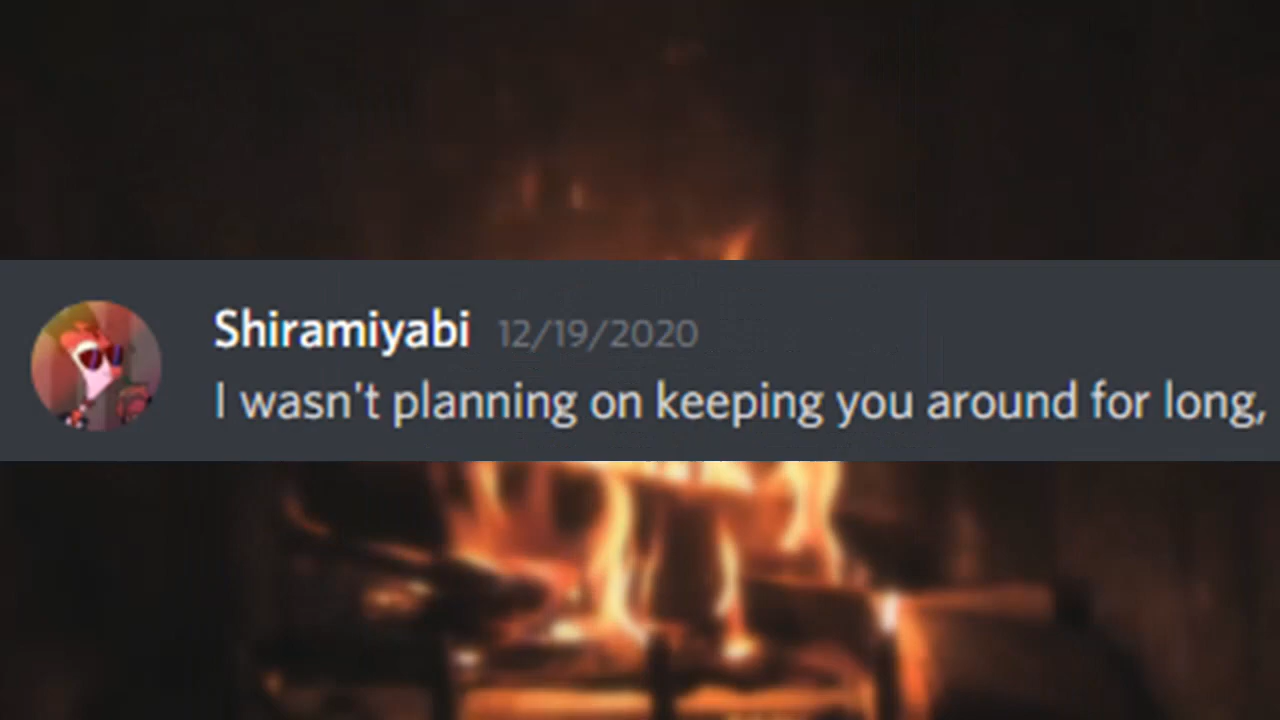 Shiramiyabi 12/19/2020
I wasn't planning on keeping you around for long,